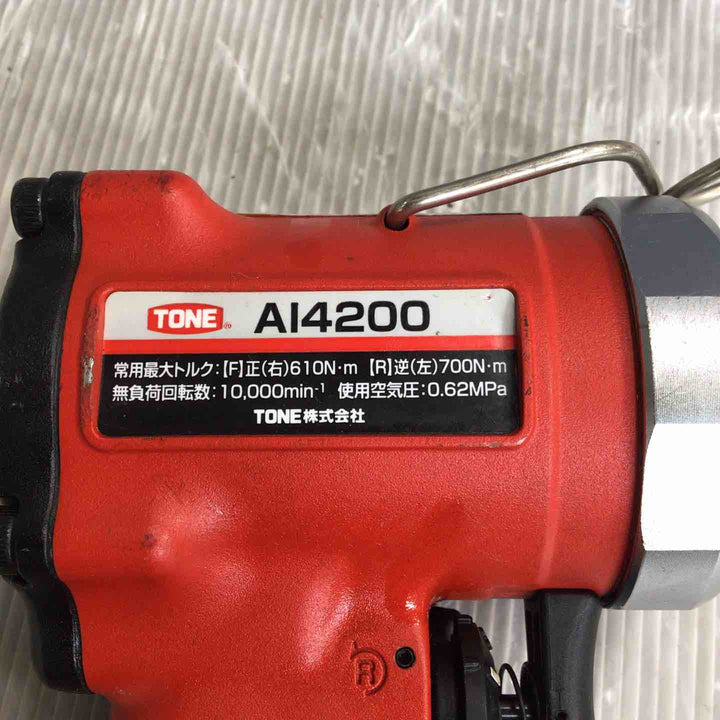 TONE® AI4200
常用最大トルク:【F】正(右)610N·m 【R】逆(左)700N·m
無負荷回転数:10,000min⁻¹ 使用空気圧:0.62MPa
TONE株式会社
R